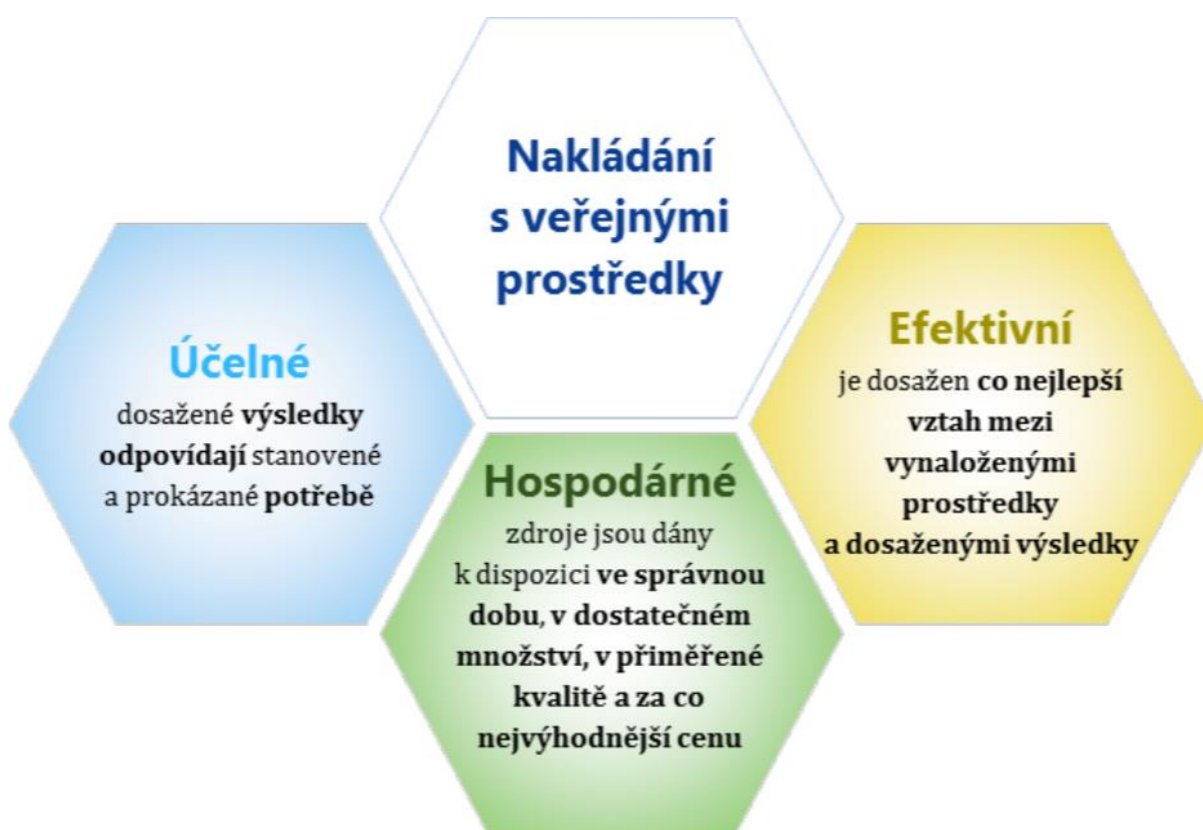 Nakládání
s veřejnými
prostředky
Účelné
dosažené výsledky
odpovídají stanovené
a prokázané potřebě
Hospodárné
zdroje jsou dány
k dispozici ve správnou
dobu, v dostatečném
množství, v přiměřené
kvalitě a za co
nejvýhodnější cenu
Efektivní
je dosažen co nejlepší
vztah mezi
vynaloženými
prostředky
a dosaženými výsledky